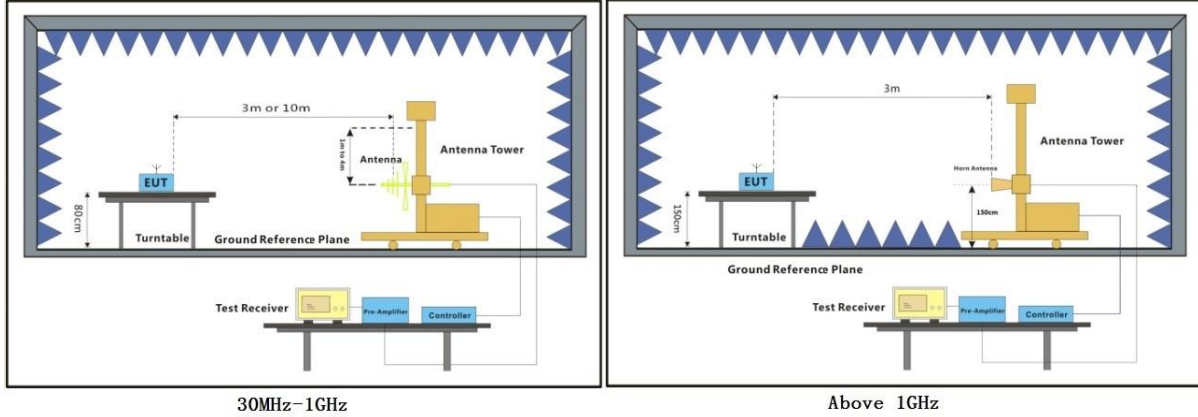 3m or 10m
1m to 4m
Antenna
Antenna Tower
EUT
80cm
Turntable
Ground Reference Plane
Test Receiver
Pre-Amplifier
Controller
30MHz-1GHz
3m
Antenna Tower
Horn Antenna
EUT
150cm
150cm
Turntable
Ground Reference Plane
Test Receiver
Pre-Amplifier
Controller
Above 1GHz